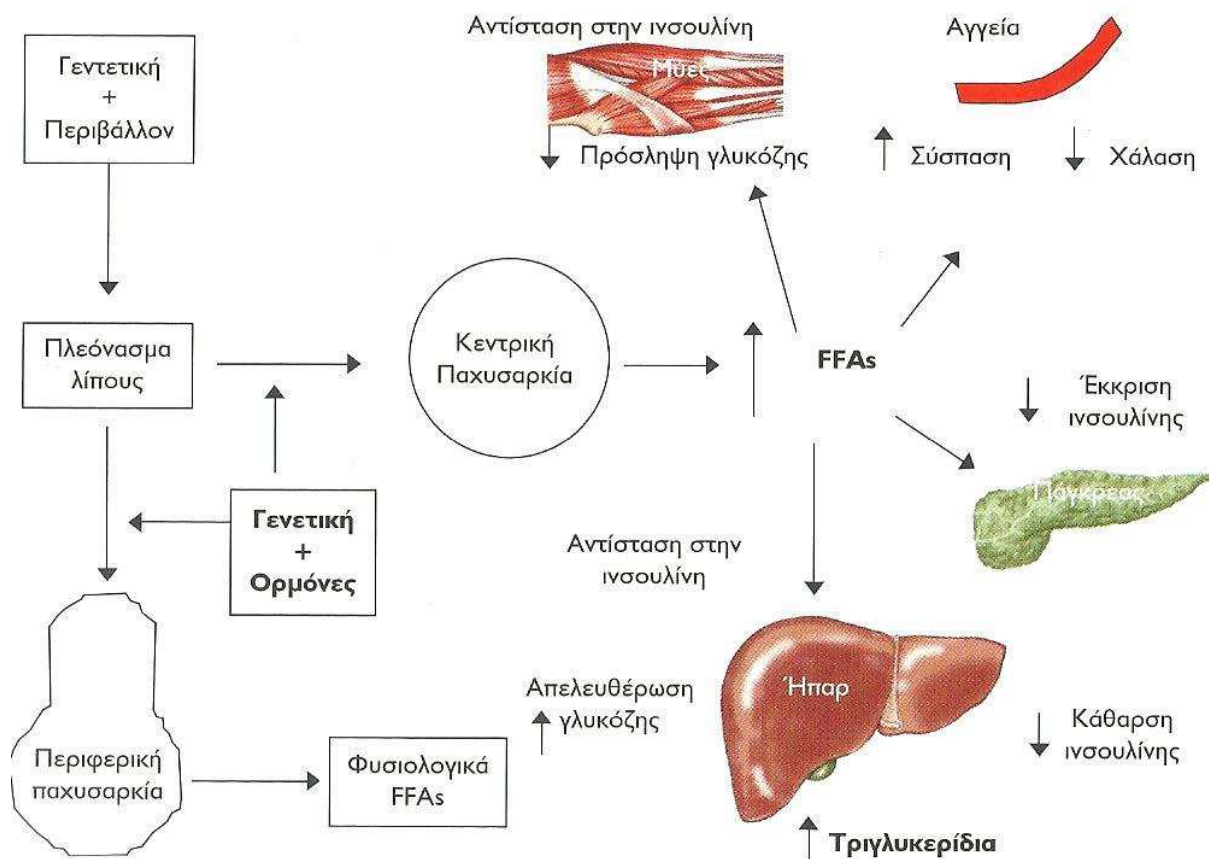 Γεντετική
+
Περιβάλλον
Αντίσταση στην ινσουλίνη
Μύες
Πρόσληψη γλυκόζης
Αγγεία
Σύσπαση
Χάλαση
Πλεόνασμα
λίπους
Κεντρική
Παχυσαρκία
FFAs
Έκκριση
ινσουλίνης
Πάγκρεας
Γενετική
+
Ορμόνες
Αντίσταση στην
ινσουλίνη
Περιφερική
παχυσαρκία
Φυσιολογικά
FFAs
Απελευθέρωση
γλυκόζης
Ήπαρ
Κάθαρση
ινσουλίνης
Τριγλυκερίδια